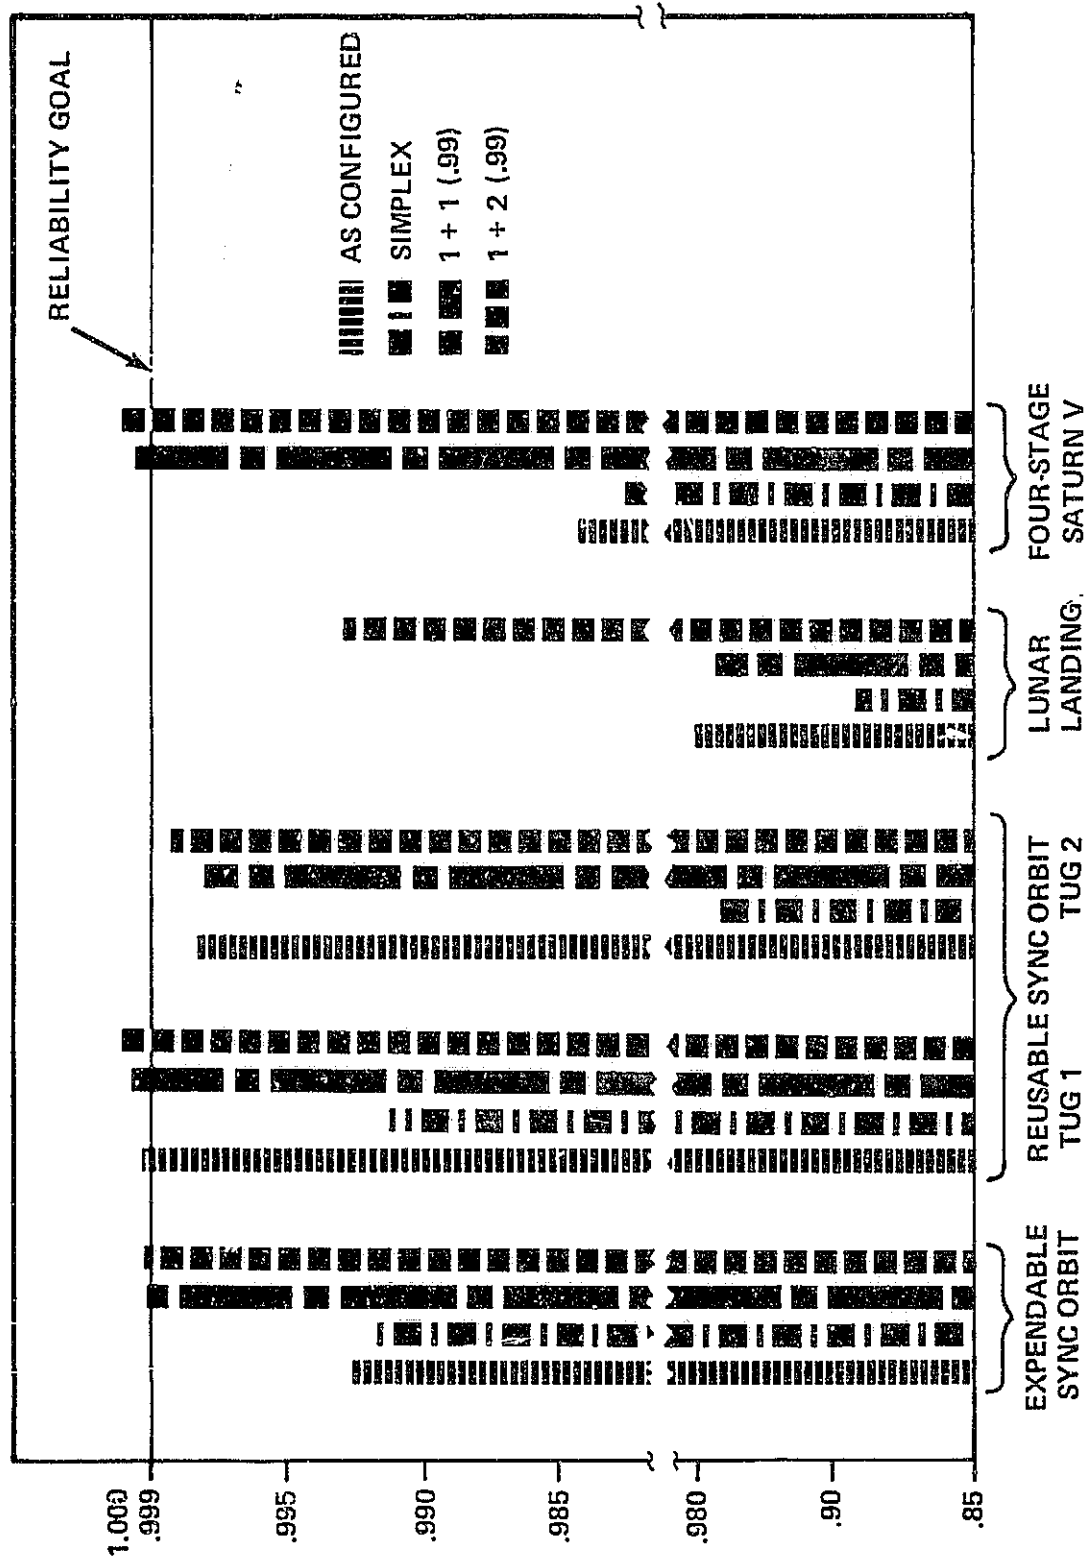 RELIABILITY GOAL
AS CONFIGURED
SIMPLEX
1 + 1 (.99)
1 + 2 (.99)
1.000
.999
.995
.990
.985
.980
.90
.85
EXPENDABLE
SYNC ORBIT
REUSABLE SYNC ORBIT
TUG 1
TUG 2
LUNAR
LANDING
FOUR-STAGE
SATURN V